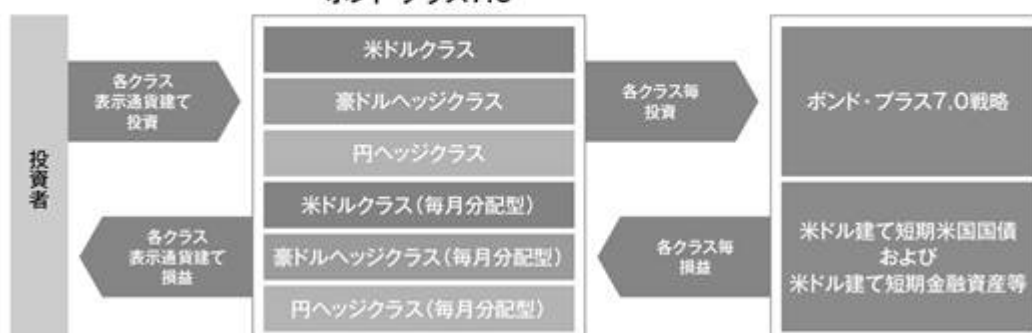 投資者
各クラス
表示通貨建て
投資
各クラス
表示通貨建て
損益
米ドルクラス
豪ドルヘッジクラス
円ヘッジクラス
米ドルクラス(毎月分配型)
豪ドルヘッジクラス(毎月分配型)
円ヘッジクラス(毎月分配型)
各クラス毎
投資
各クラス毎
損益
ボンド・プラス7.0戦略
米ドル建て短期米国国債
および
米ドル建て短期金融資産等